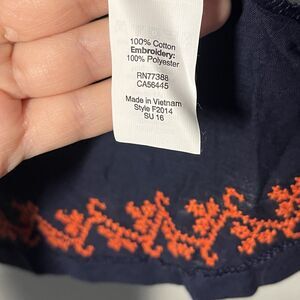 100% Cotton
Embroidery:
100% Polyester
RN77388
CA56445
Made in Vietnam
Style F2014
SU 16